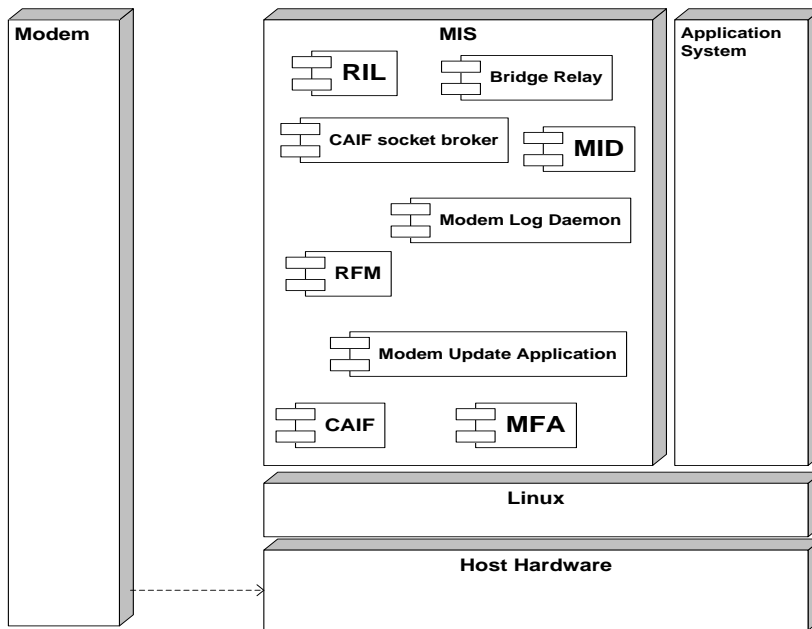 Modem
MIS
Application
System
RIL
Bridge Relay
CAIF socket broker
MID
Modem Log Daemon
RFM
Modem Update Application
CAIF
MFA
Linux
Host Hardware